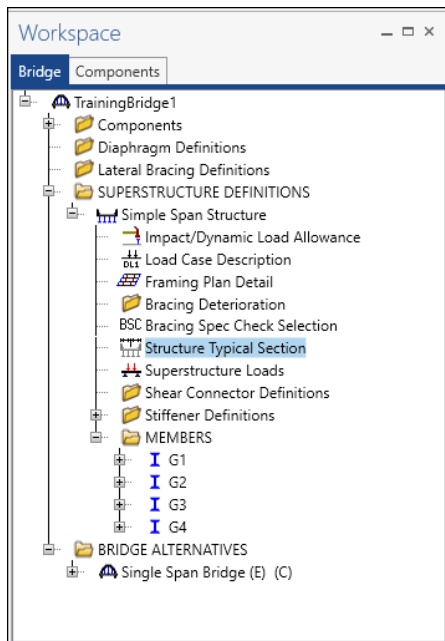 Workspace
Bridge Components
TrainingBridge1
Components
Diaphragm Definitions
Lateral Bracing Definitions
SUPERSTRUCTURE DEFINITIONS
Simple Span Structure
Impact/Dynamic Load Allowance
DL1 Load Case Description
Framing Plan Detail
Bracing Deterioration
BSC Bracing Spec Check Selection
Structure Typical Section
Superstructure Loads
Shear Connector Definitions
Stiffener Definitions
MEMBERS
G1
G2
G3
G4
BRIDGE ALTERNATIVES
Single Span Bridge (E) (C)